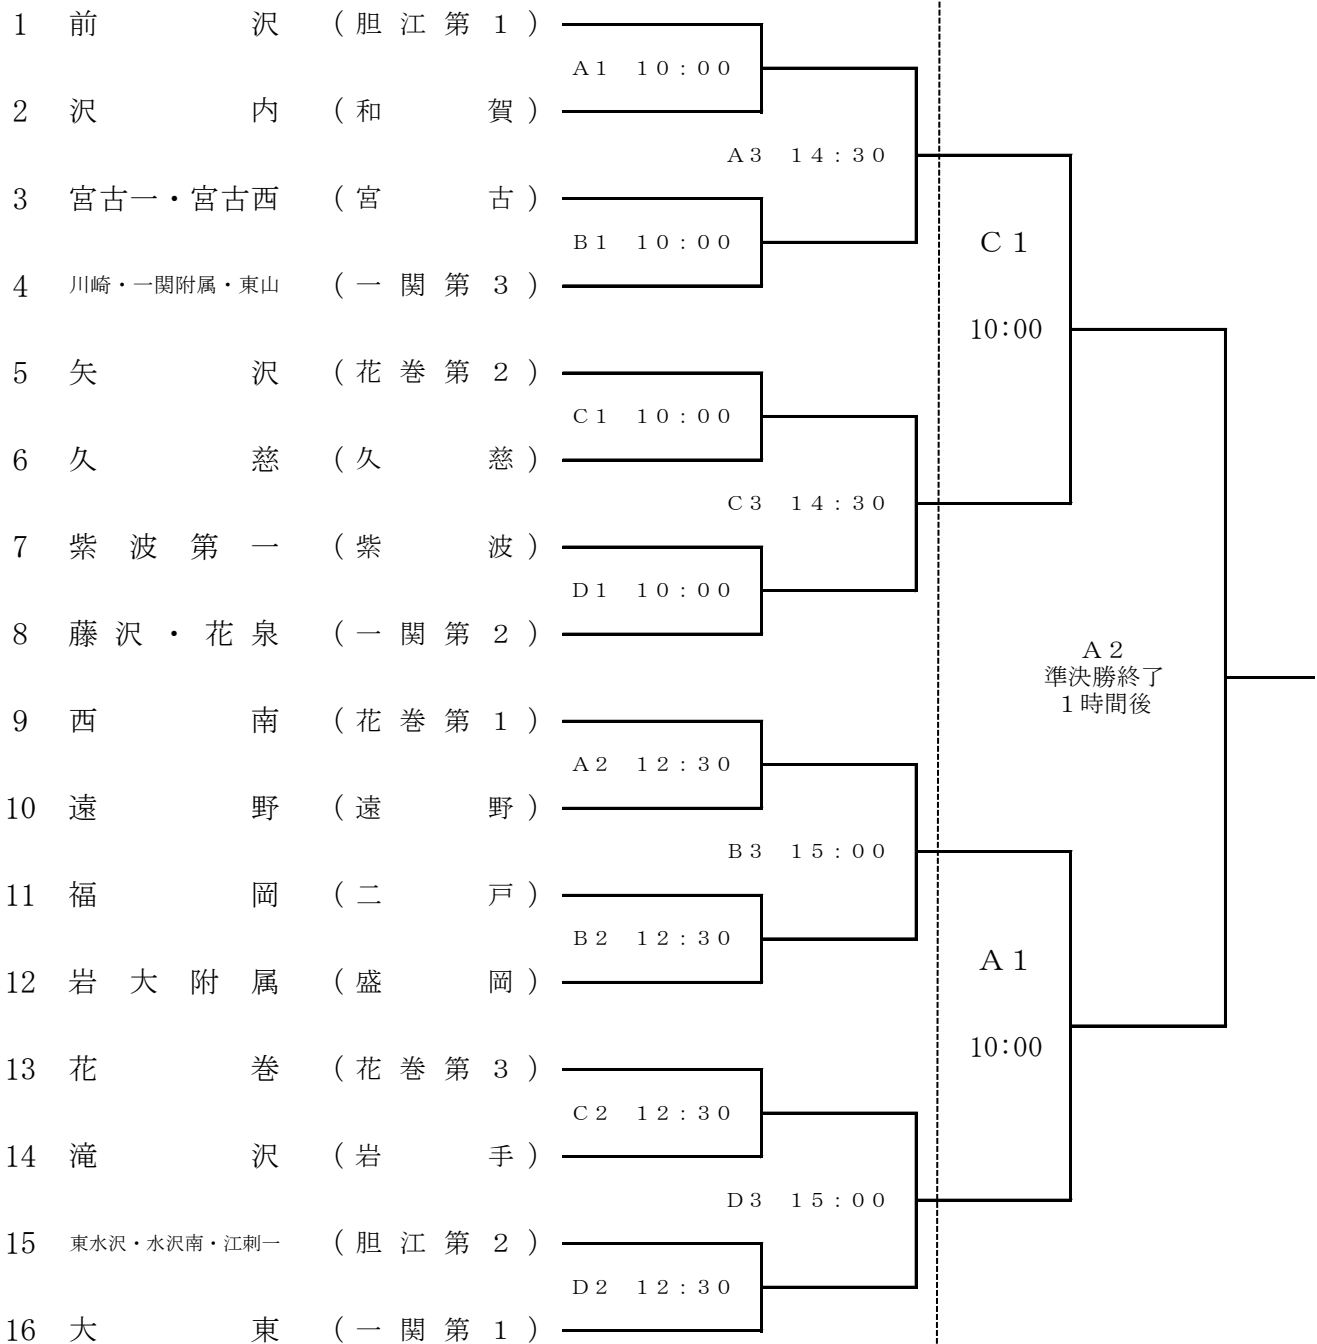 1 前沢 (胆江第1)
A1 10:00
2 沢内 (和賀)
A3 14:30
3 宮古一・宮古西 (宮古)
B1 10:00
C1
4 川崎・一関附属・東山 (一関第3)
10:00
5 矢沢 (花巻第2)
C1 10:00
6 久慈 (久慈)
C3 14:30
7 紫波第一 (紫波)
D1 10:00
8 藤沢・花泉 (一関第2)
A2
準決勝終了
1時間後
9 西南 (花巻第1)
A2 12:30
10 遠野 (遠野)
B3 15:00
11 福岡 (二戸)
B2 12:30
A1
12 岩大附属 (盛岡)
10:00
13 花巻 (花巻第3)
C2 12:30
14 滝沢 (岩手)
D3 15:00
15 東水沢・水沢南・江刺一 (胆江第2)
D2 12:30
16 大東 (一関第1)